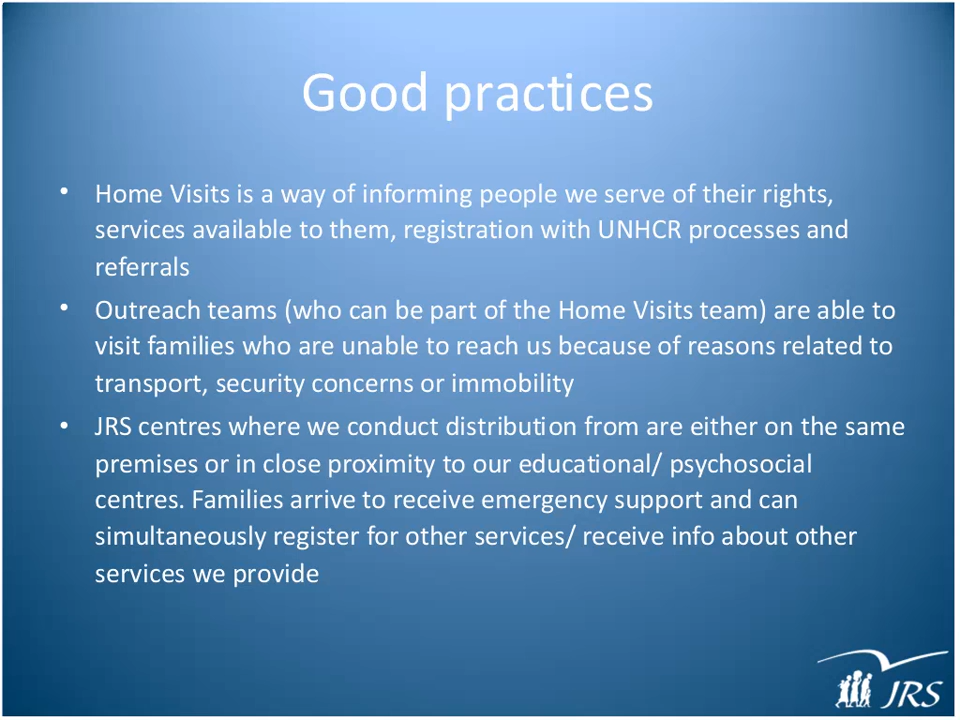 Good practices
• Home Visits is a way of informing people we serve of their rights,
services available to them, registration with UNHCR processes and
referrals
• Outreach teams (who can be part of the Home Visits team) are able to
visit families who are unable to reach us because of reasons related to
transport, security concerns or immobility
• JRS centres where we conduct distribution from are either on the same
premises or in close proximity to our educational/ psychosocial
centres. Families arrive to receive emergency support and can
simultaneously register for other services/ receive info about other
services we provide
JRS